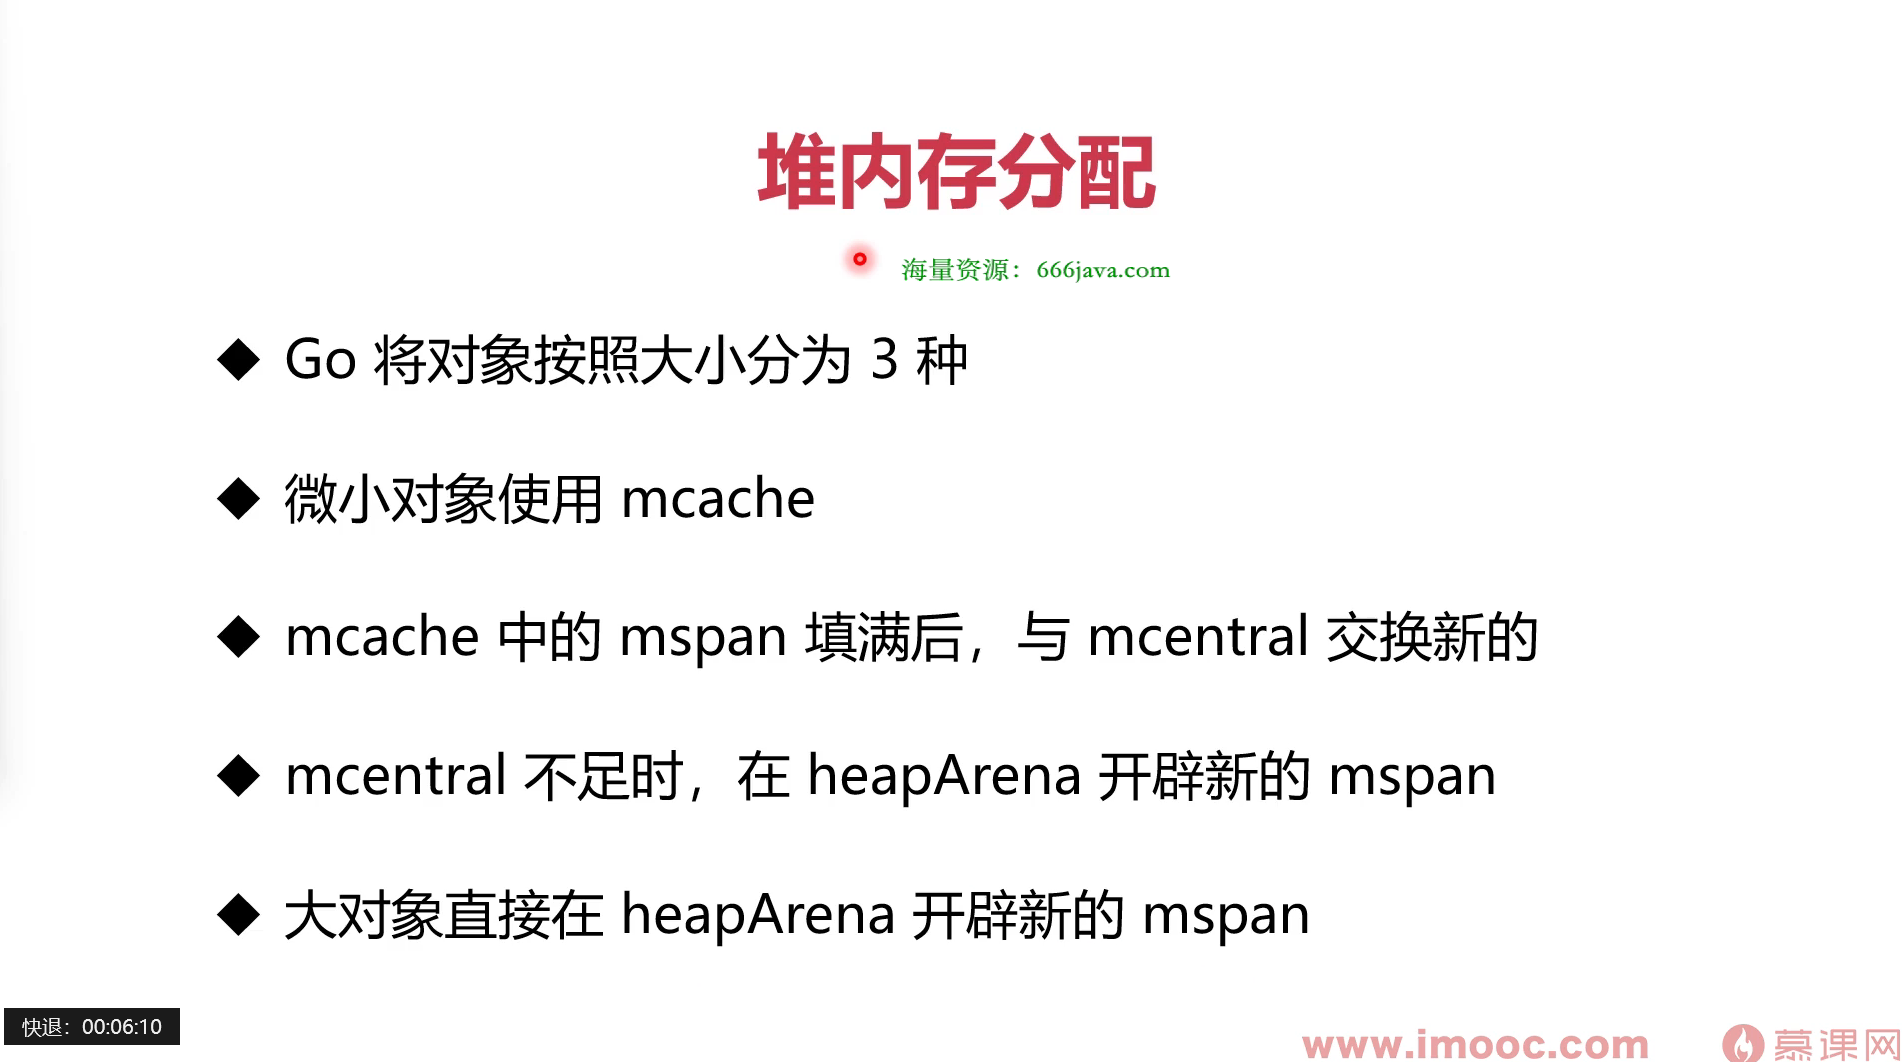 堆内存分配
海量资源：666java.com
◆ Go 将对象按照大小分为 3 种
◆ 微小对象使用 mcache
◆ mcache 中的 mspan 填满后，与 mcentral 交换新的
◆ mcentral 不足时，在 heapArena 开辟新的 mspan
◆ 大对象直接在 heapArena 开辟新的 mspan
快退：00:06:10
www.imooc.com 慕课网